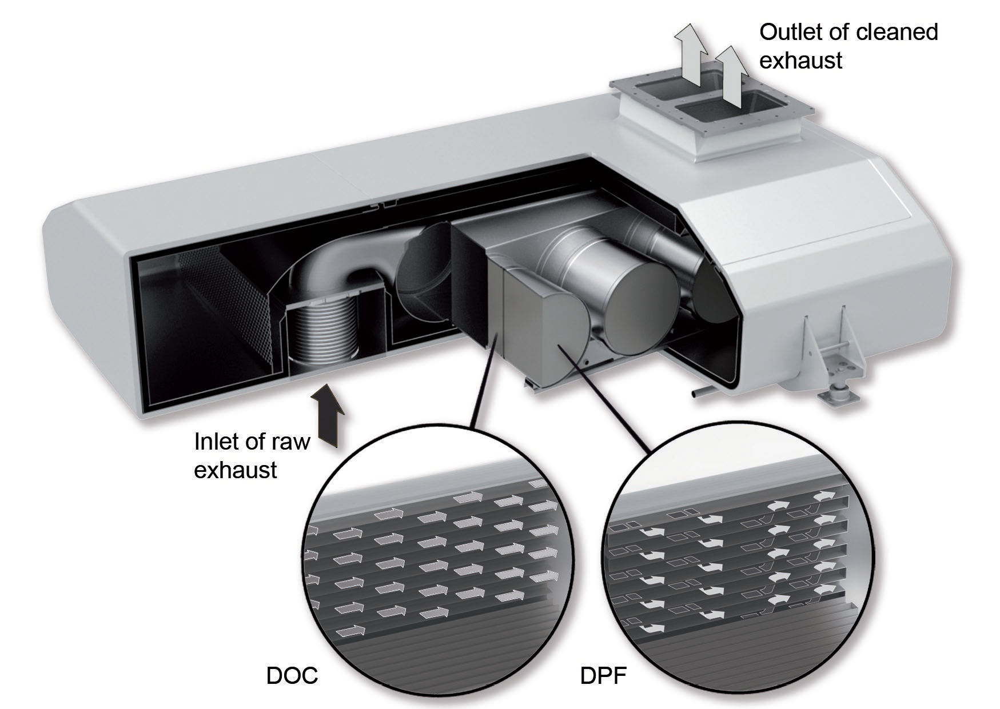 Outlet of cleaned
exhaust
Inlet of raw
exhaust
DOC
DPF